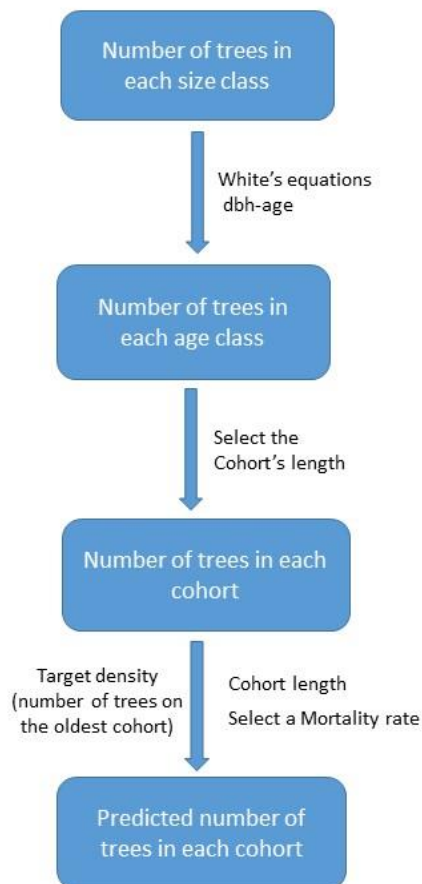 Number of trees in
each size class
White's equations
dbh-age
Number of trees in
each age class
Select the
Cohort's length
Number of trees in each
cohort
Target density
(number of trees on
the oldest cohort)
Cohort length
Select a Mortality rate
Predicted number of
trees in each cohort